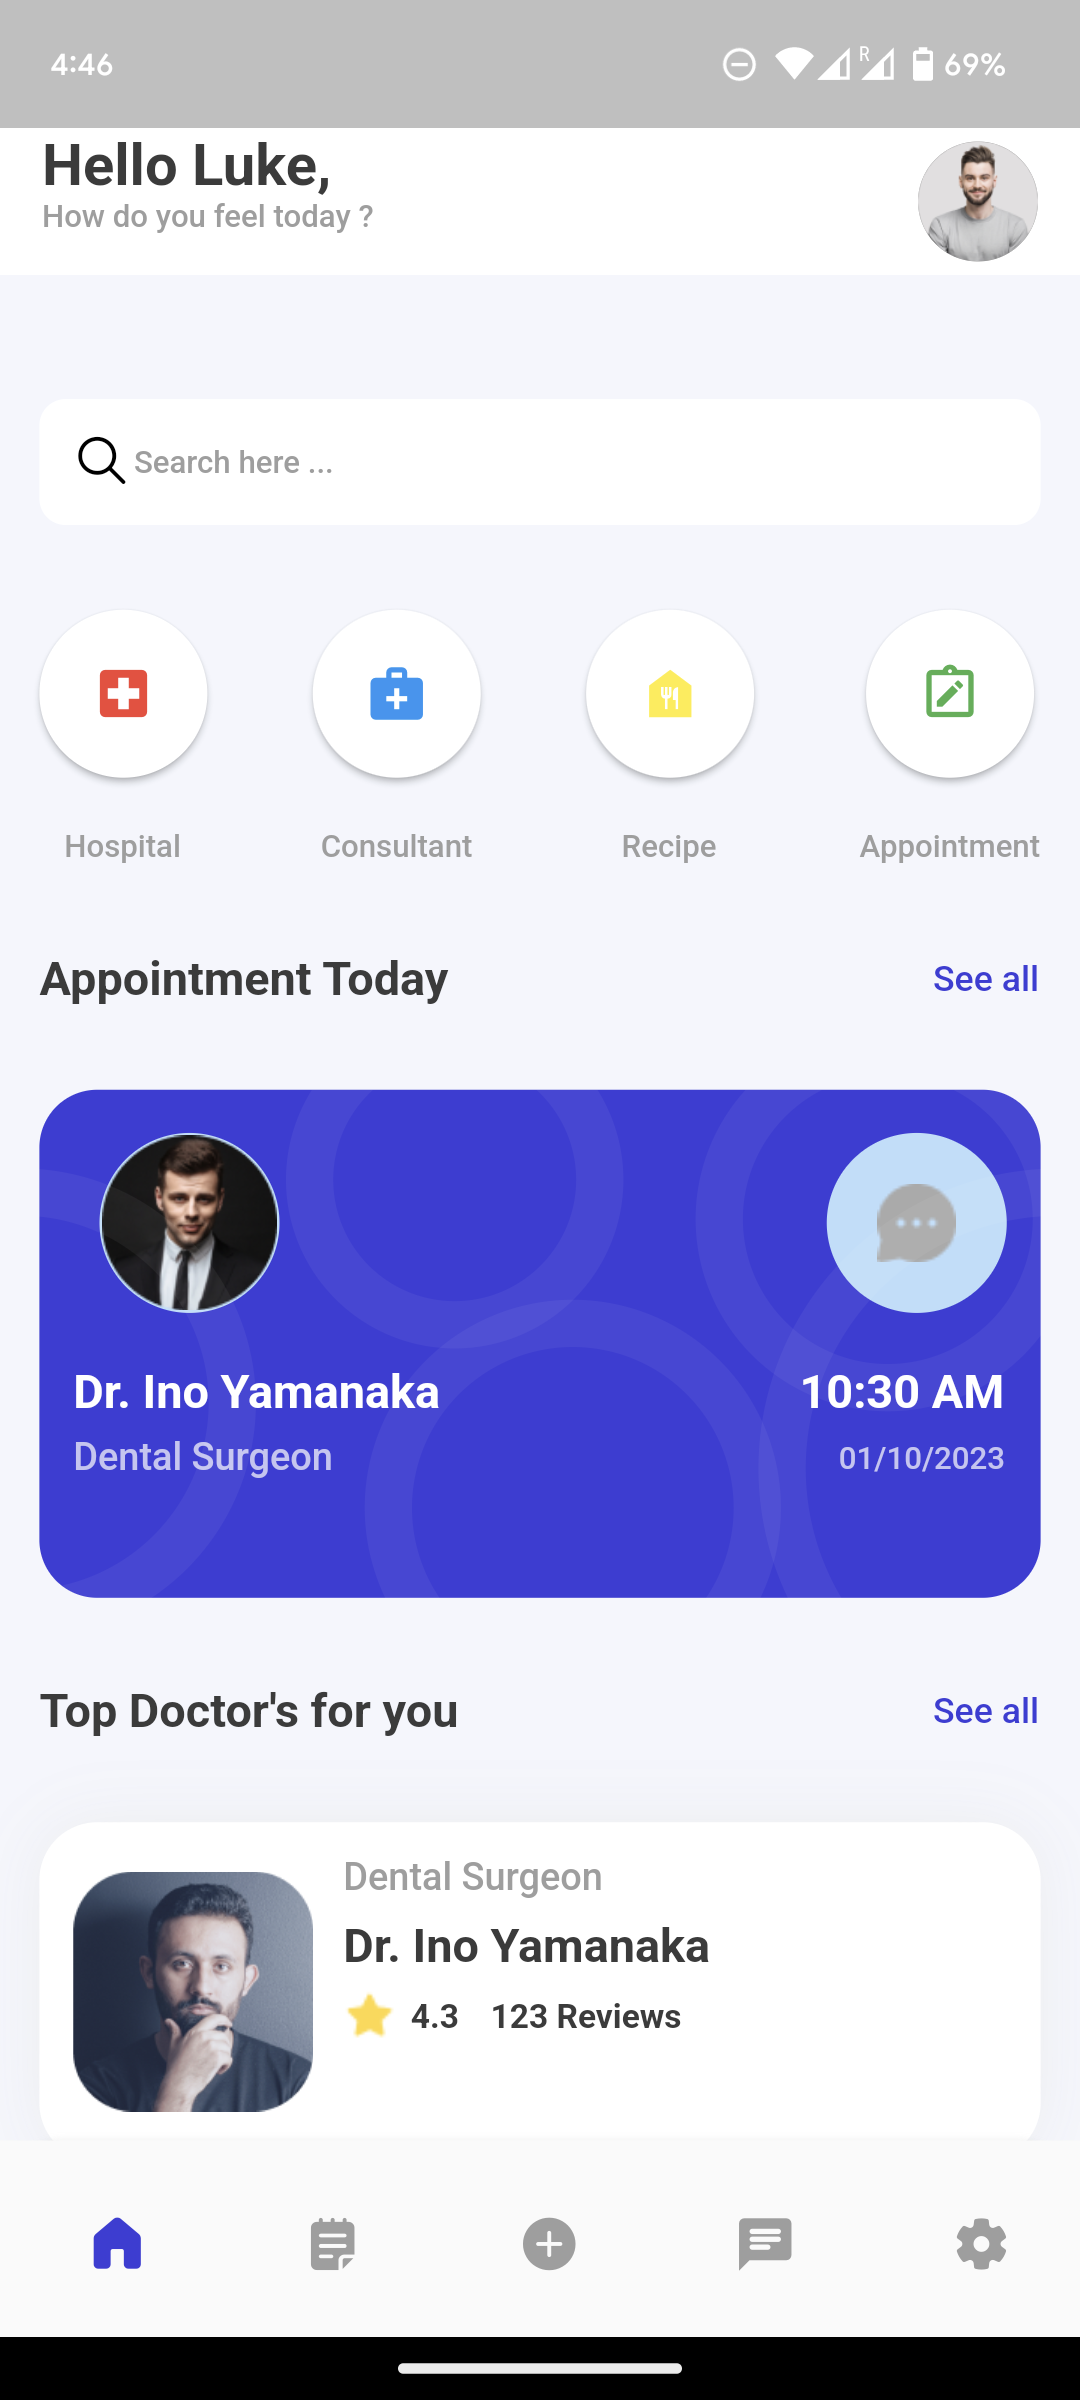 4:46
R
69%
Hello Luke,
How do you feel today ?
Search here ...
Hospital
Consultant
Recipe
Appointment
Appointment Today
See all
Dr. Ino Yamanaka
10:30 AM
Dental Surgeon
01/10/2023
Top Doctor's for you
See all
Dental Surgeon
Dr. Ino Yamanaka
4.3 123 Reviews